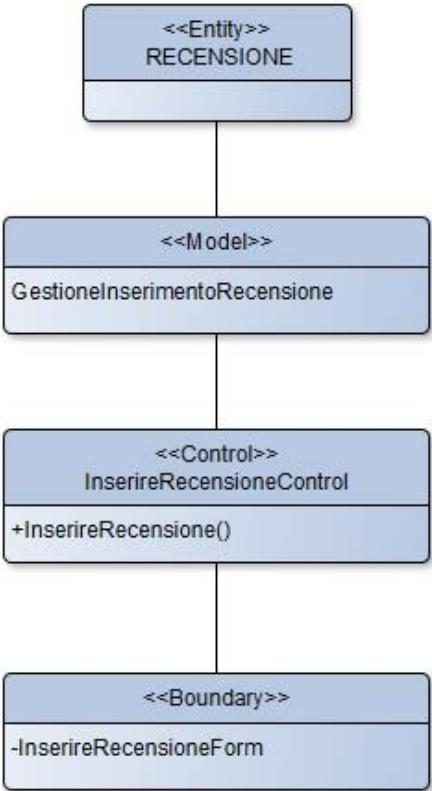 <<Entity>>
RECENSIONE
<<Model>>
GestioneInserimentoRecensione
<<Control>>
InserireRecensioneControl
+InserireRecensione()
<<Boundary>>
-InserireRecensioneForm